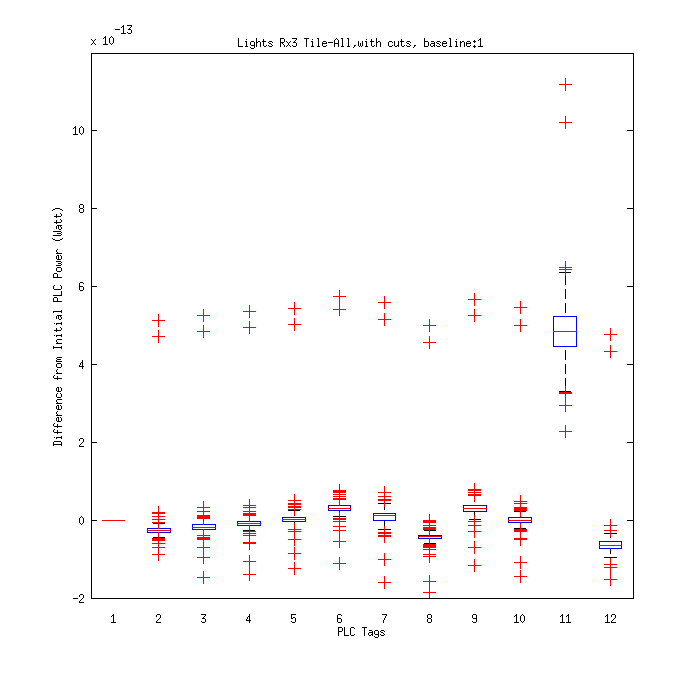 Lights Rx3 Tile-All,with cuts, baseline:1
x 10^-13
10
8
6
4
2
0
-2
Difference from Initial PLC Power (Watt)
1 2 3 4 5 6 7 8 9 10 11 12
PLC Tags